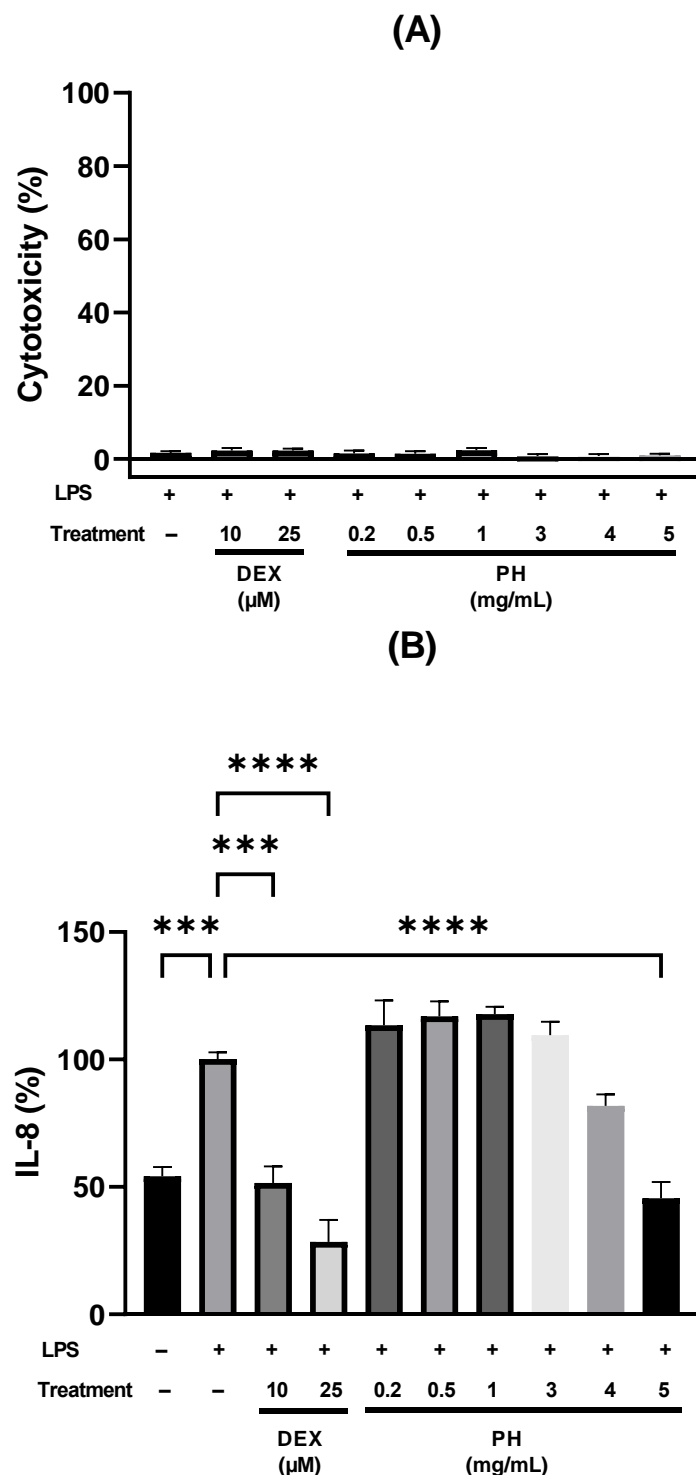 (A)
100
80
60
40
20
0
Cytotoxicity (%)
LPS + + + + + + + + +
Treatment – 10 25 0.2 0.5 1 3 4 5
DEX PH
(µM) (mg/mL)
(B)
****
***
*** ****
150
100
50
0
IL-8 (%)
LPS – + + + + + + + + +
Treatment – – 10 25 0.2 0.5 1 3 4 5
DEX PH
(µM) (mg/mL)